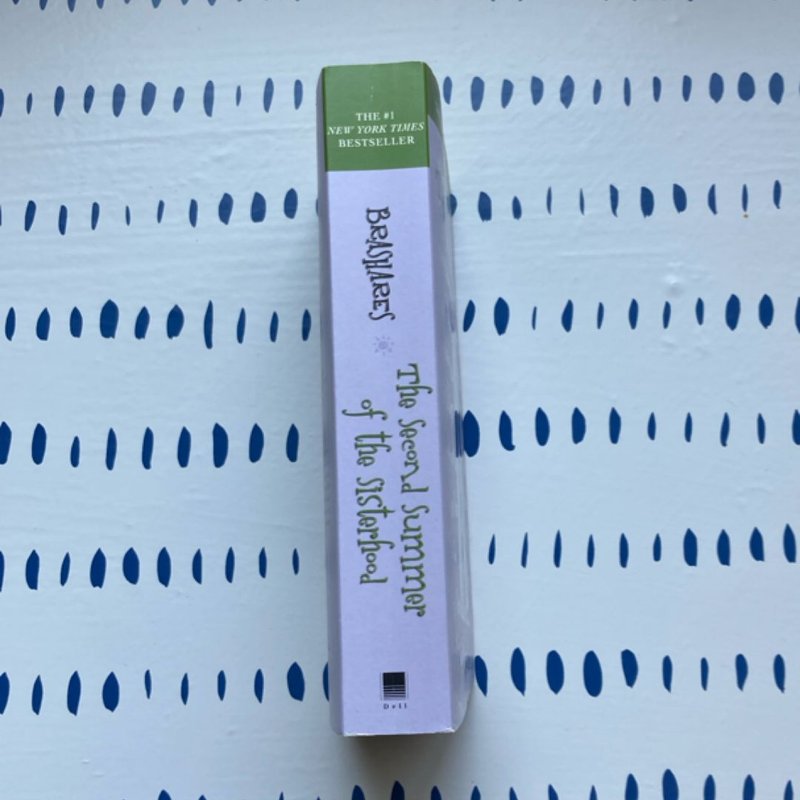 THE #1
NEW YORK TIMES
BESTSELLER
BRASHARES
The second summer
of the sisterhood
Dell